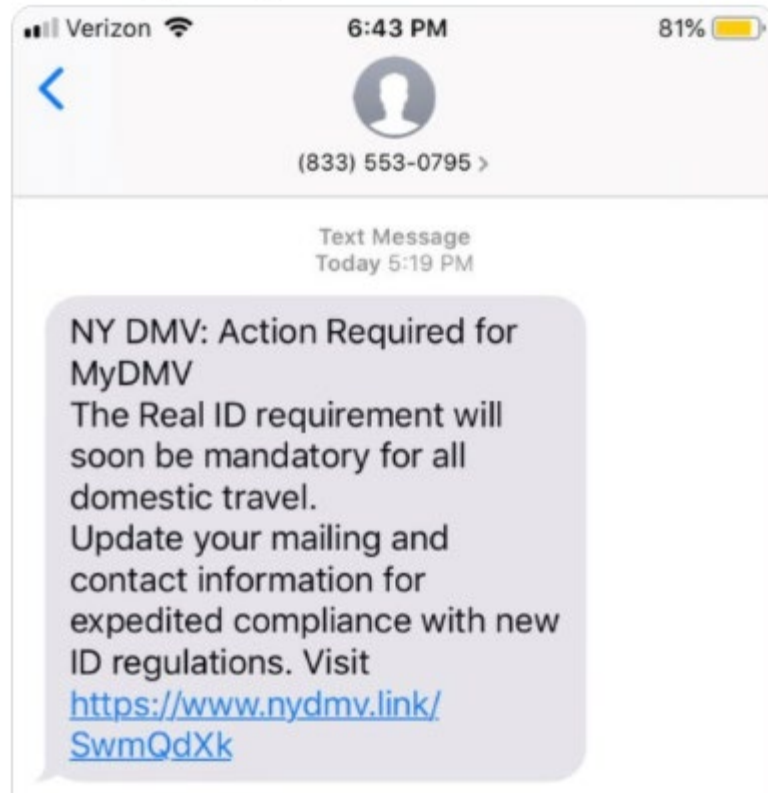 Verizon 6:43 PM 81%
(833) 553-0795 >
Text Message
Today 5:19 PM
NY DMV: Action Required for
MyDMV
The Real ID requirement will
soon be mandatory for all
domestic travel.
Update your mailing and
contact information for
expedited compliance with new
ID regulations. Visit
https://www.nydmv.link/
SwmQdXk